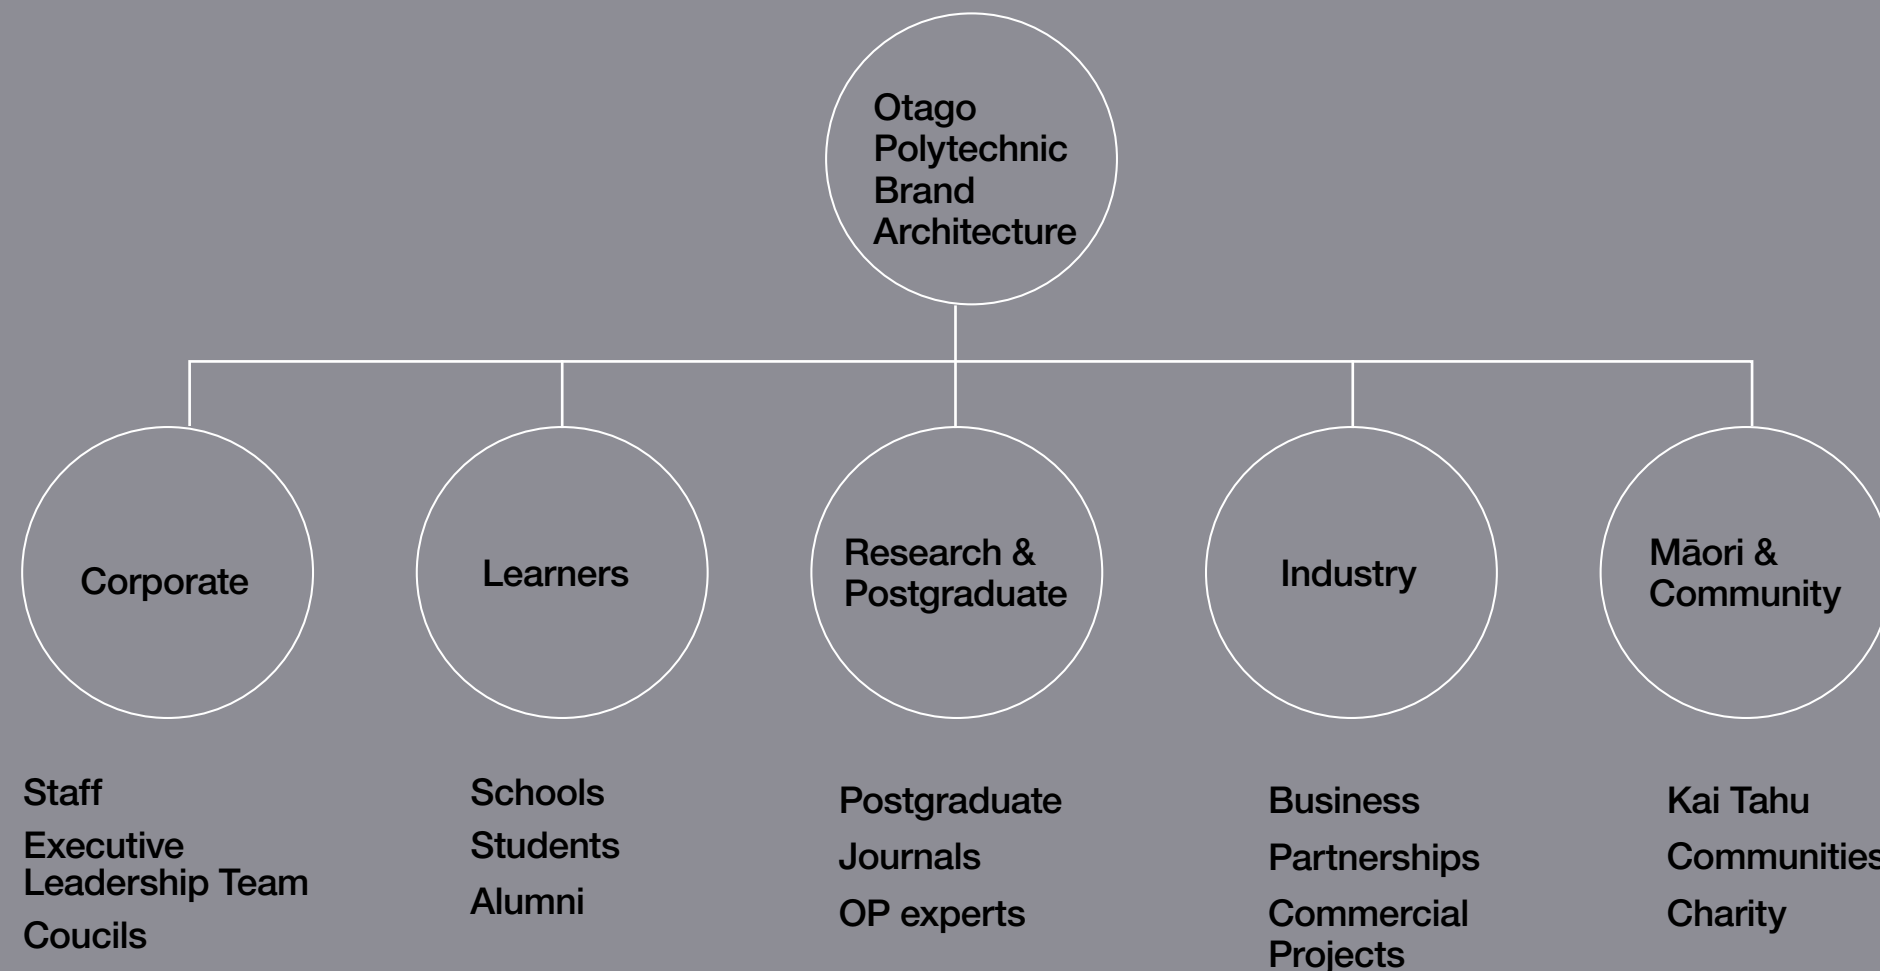 Otago
Polytechnic
Brand
Architecture
Corporate
Learners
Research &
Postgraduate
Industry
Māori &
Community
Staff
Executive
Leadership Team
Coucils
Schools
Students
Alumni
Postgraduate
Journals
OP experts
Business
Partnerships
Commercial
Projects
Kai Tahu
Communities
Charity